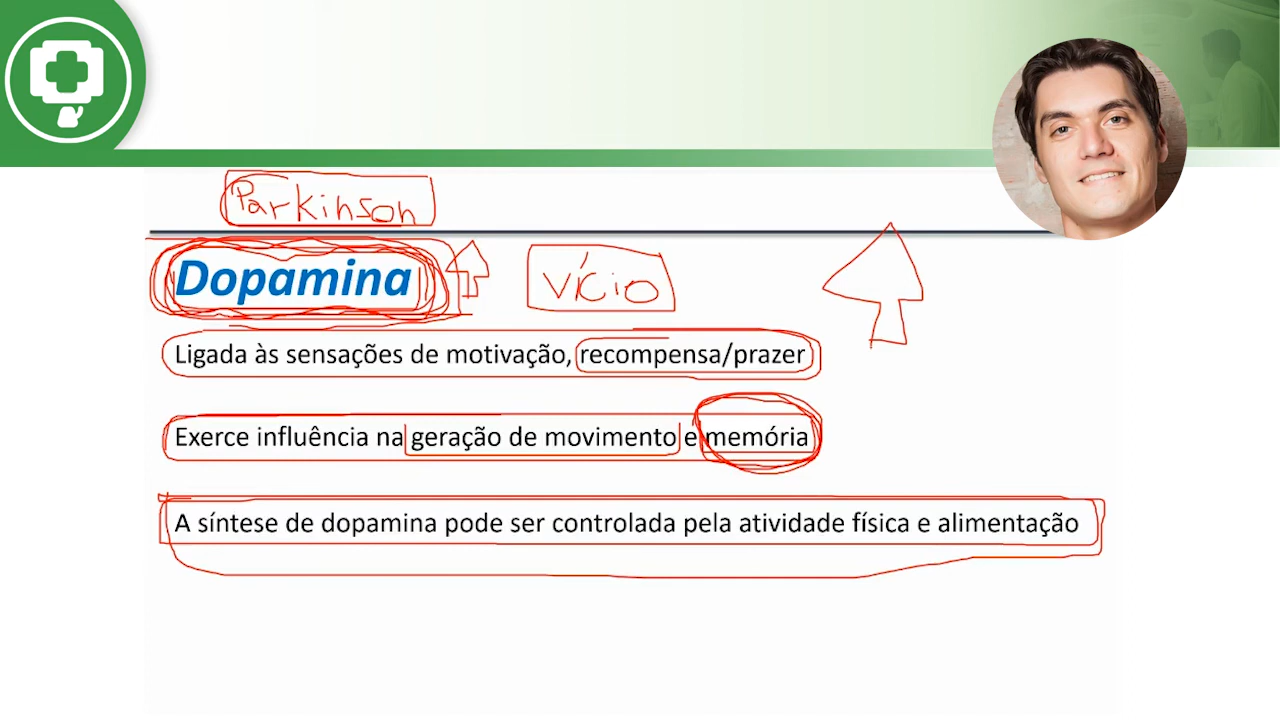 Parkinson
Dopamina
vício
Ligada às sensações de motivação, recompensa/prazer
Exerce influência na geração de movimento e memória
A síntese de dopamina pode ser controlada pela atividade física e alimentação